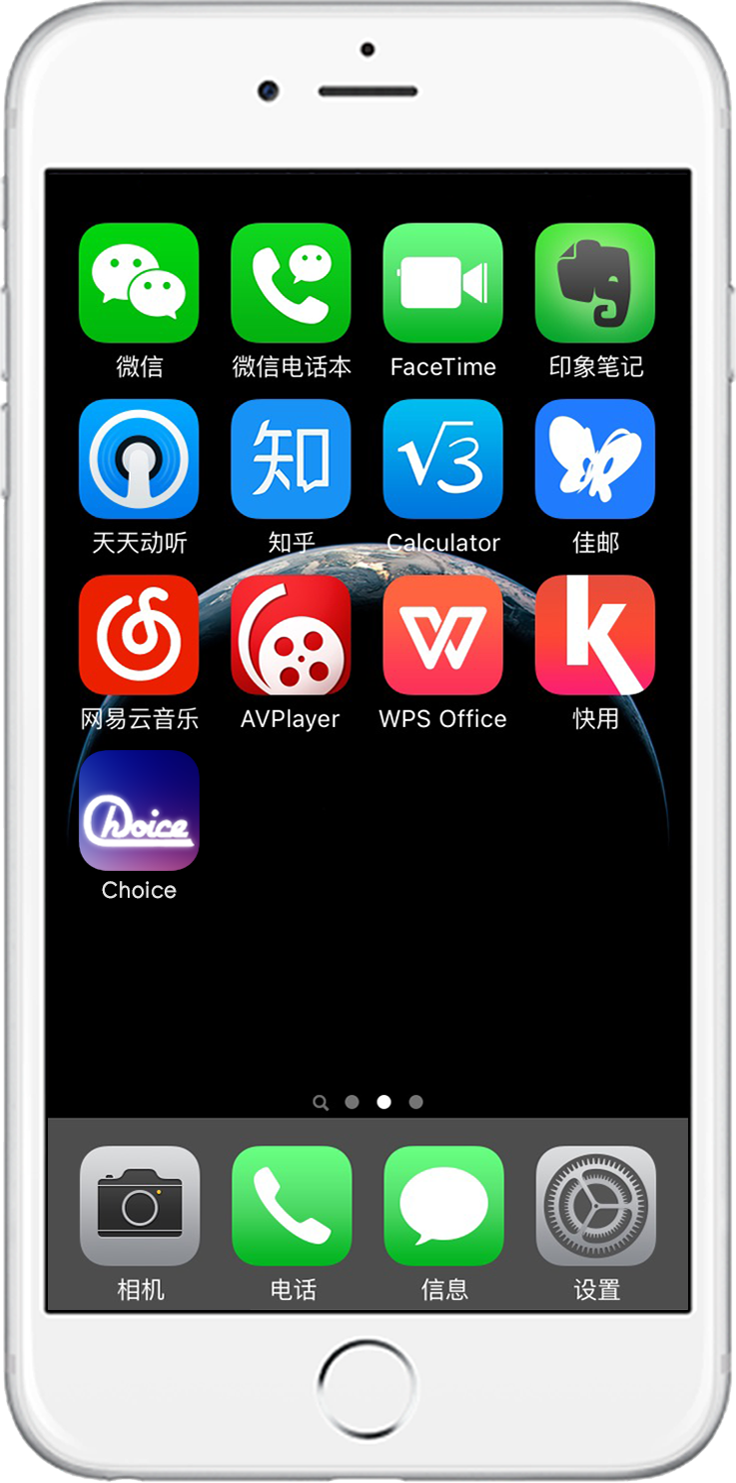 微信
微信电话本
FaceTime
印象笔记
知
√3
天天动听
知乎
Calculator
佳邮
W
k
网易云音乐
AVPlayer
WPS Office
快用
Choice
Choice
相机
电话
信息
设置